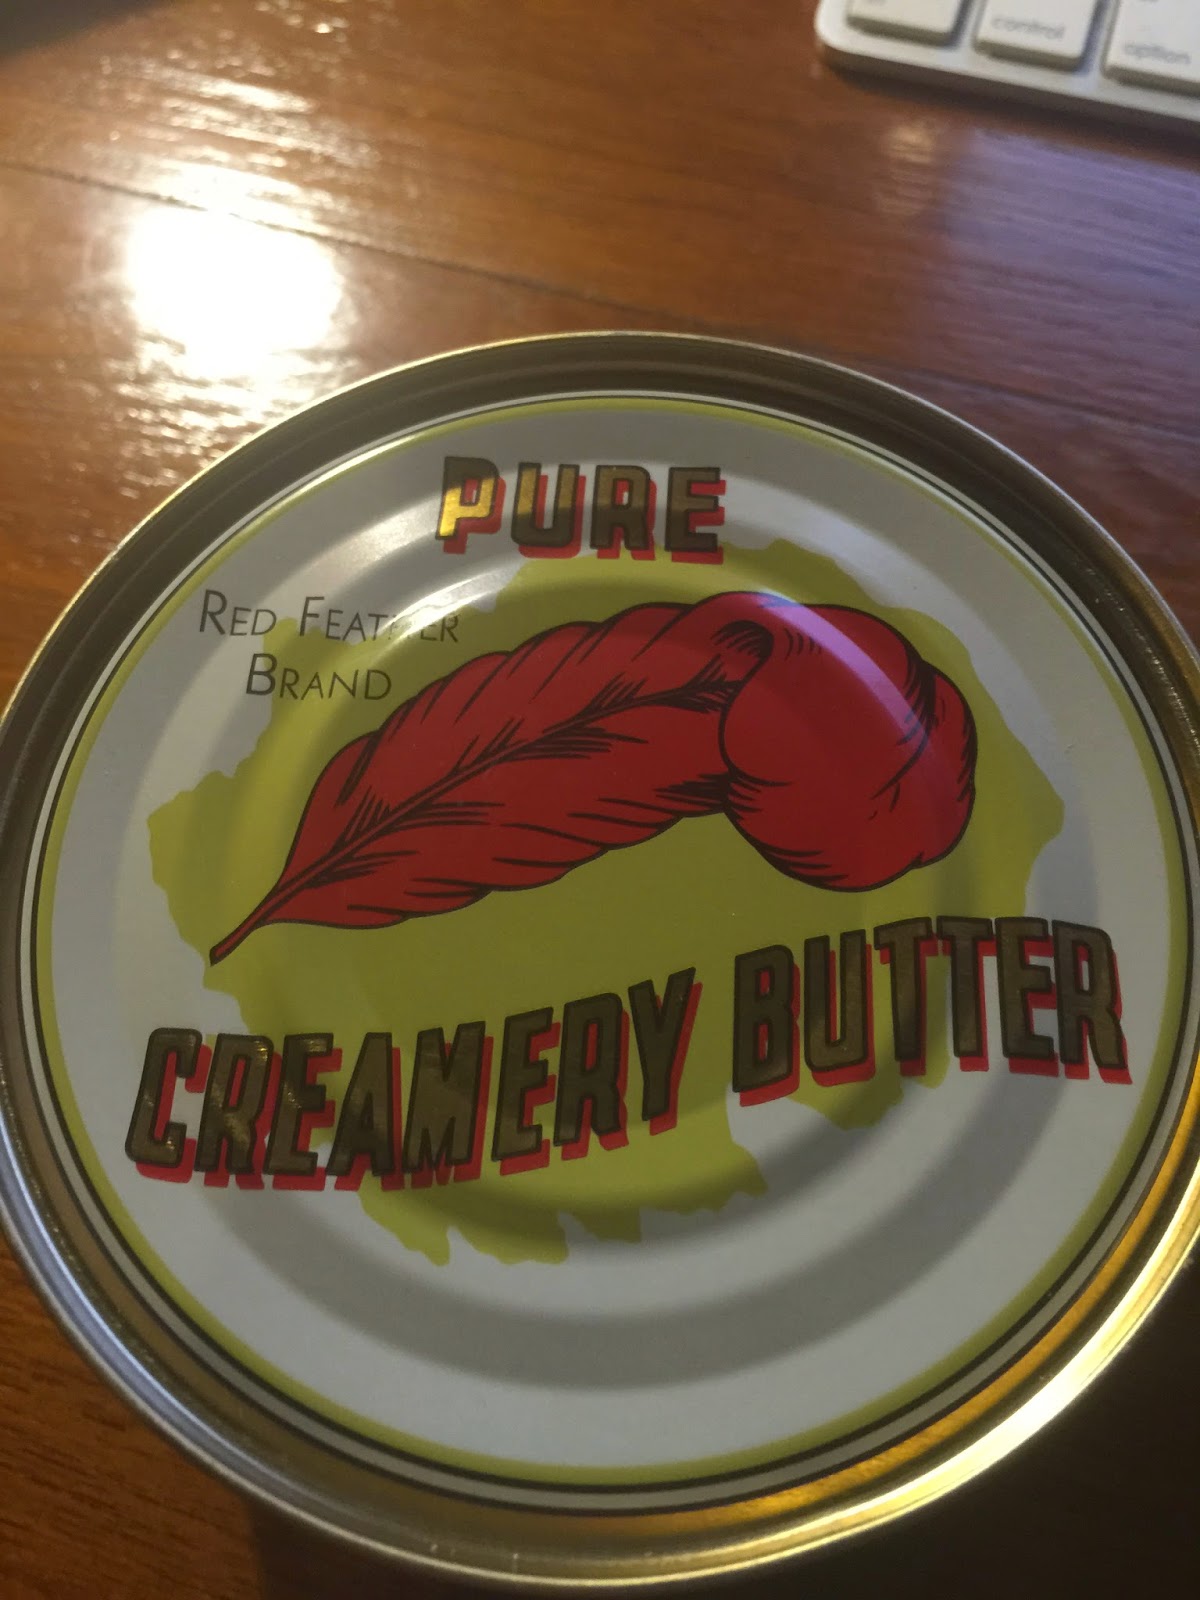 control
option
PURE
RED FEATHER
BRAND
CREAMERY BUTTER